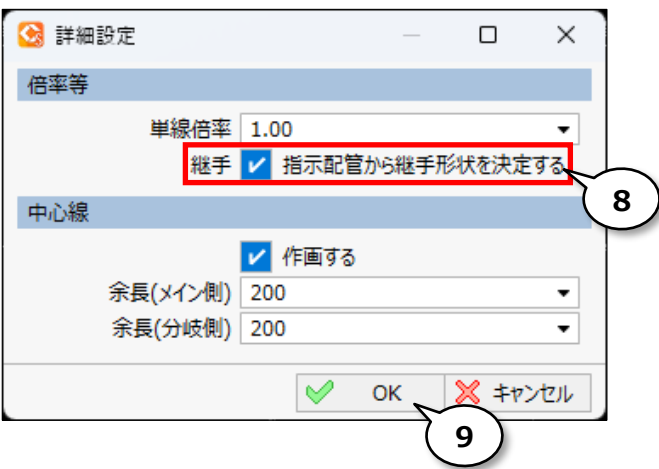 詳細設定
倍率等
単線倍率 1.00
継手 指示配管から継手形状を決定する
8
中心線
作画する
余長(メイン側) 200
余長(分岐側) 200
OK キャンセル
9